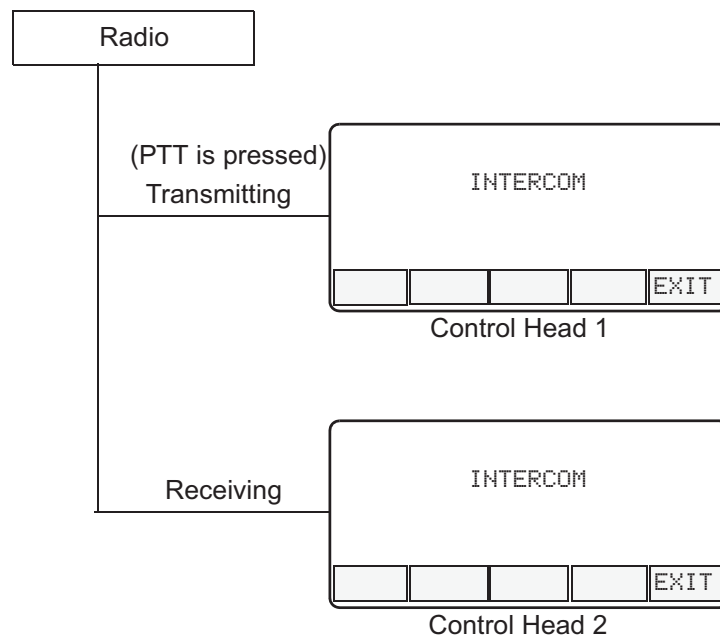 Radio
(PTT is pressed)
Transmitting
INTERCOM
EXIT
Control Head 1
Receiving
INTERCOM
EXIT
Control Head 2